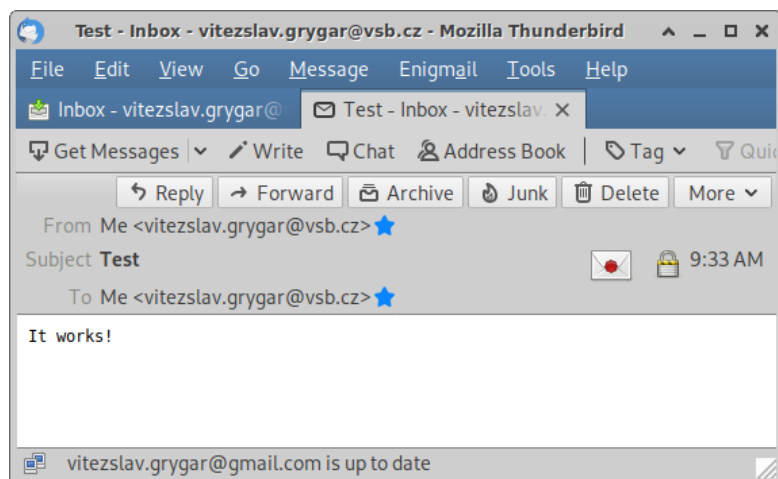 Test - Inbox - vitezslav.grygar@vsb.cz - Mozilla Thunderbird
File Edit View Go Message Enigmail Tools Help
Inbox - vitezslav.grygar@ Test - Inbox - vitezslav.
Get Messages Write Chat Address Book Tag Quic
Reply Forward Archive Junk Delete More
From Me <vitezslav.grygar@vsb.cz>
Subject Test 9:33 AM
To Me <vitezslav.grygar@vsb.cz>
It works!
vitezslav.grygar@gmail.com is up to date